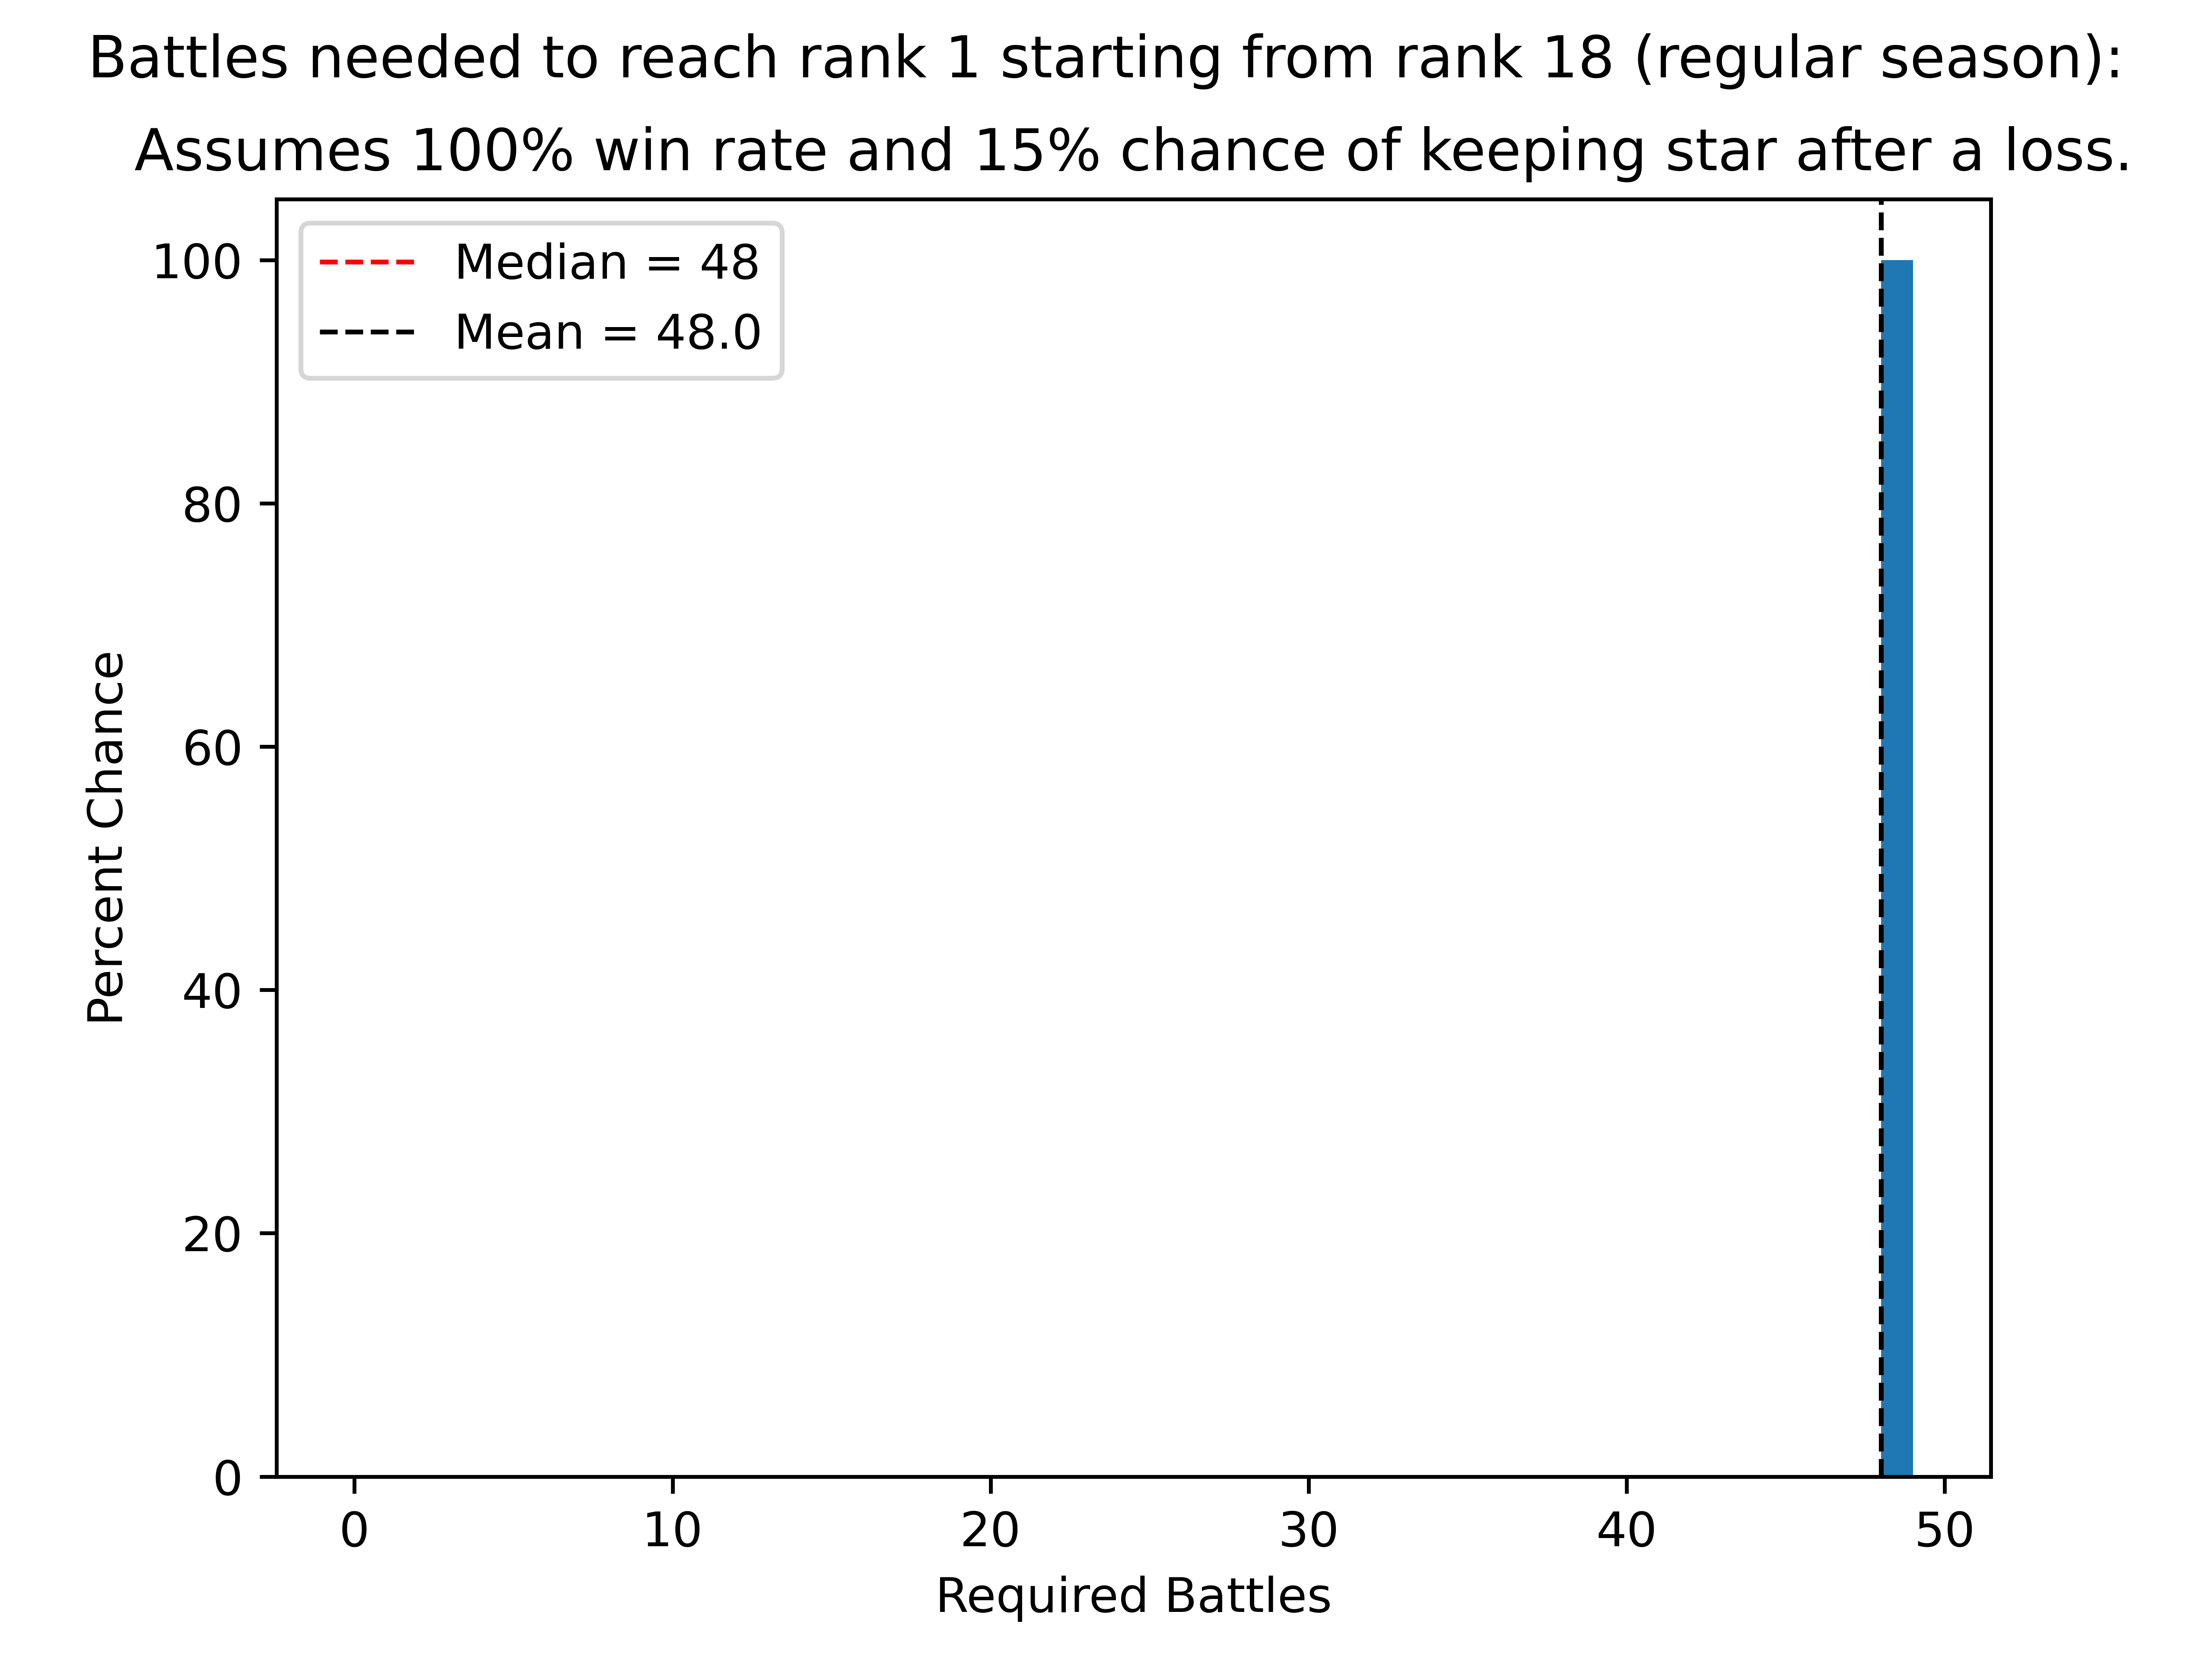 Battles needed to reach rank 1 starting from rank 18 (regular season):
Assumes 100% win rate and 15% chance of keeping star after a loss.
Median = 48
Mean = 48.0
100
80
60
40
20
0
Percent Chance
0 10 20 30 40 50
Required Battles